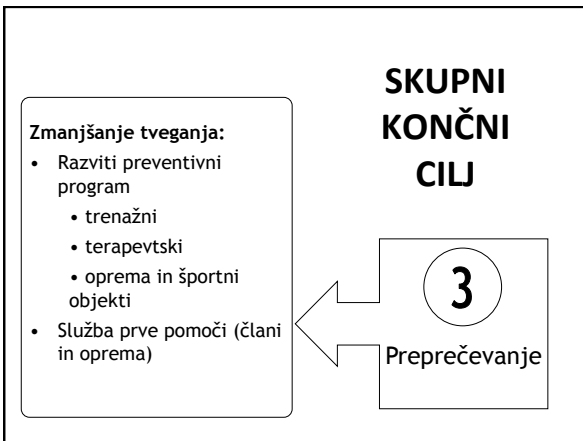 SKUPNI
KONČNI
CILJ
Zmanjšanje tveganja:
• Razviti preventivni
program
• trenažni
• terapevtski
• oprema in športni
objekti
• Služba prve pomoči (člani
in oprema)
3
Preprečevanje